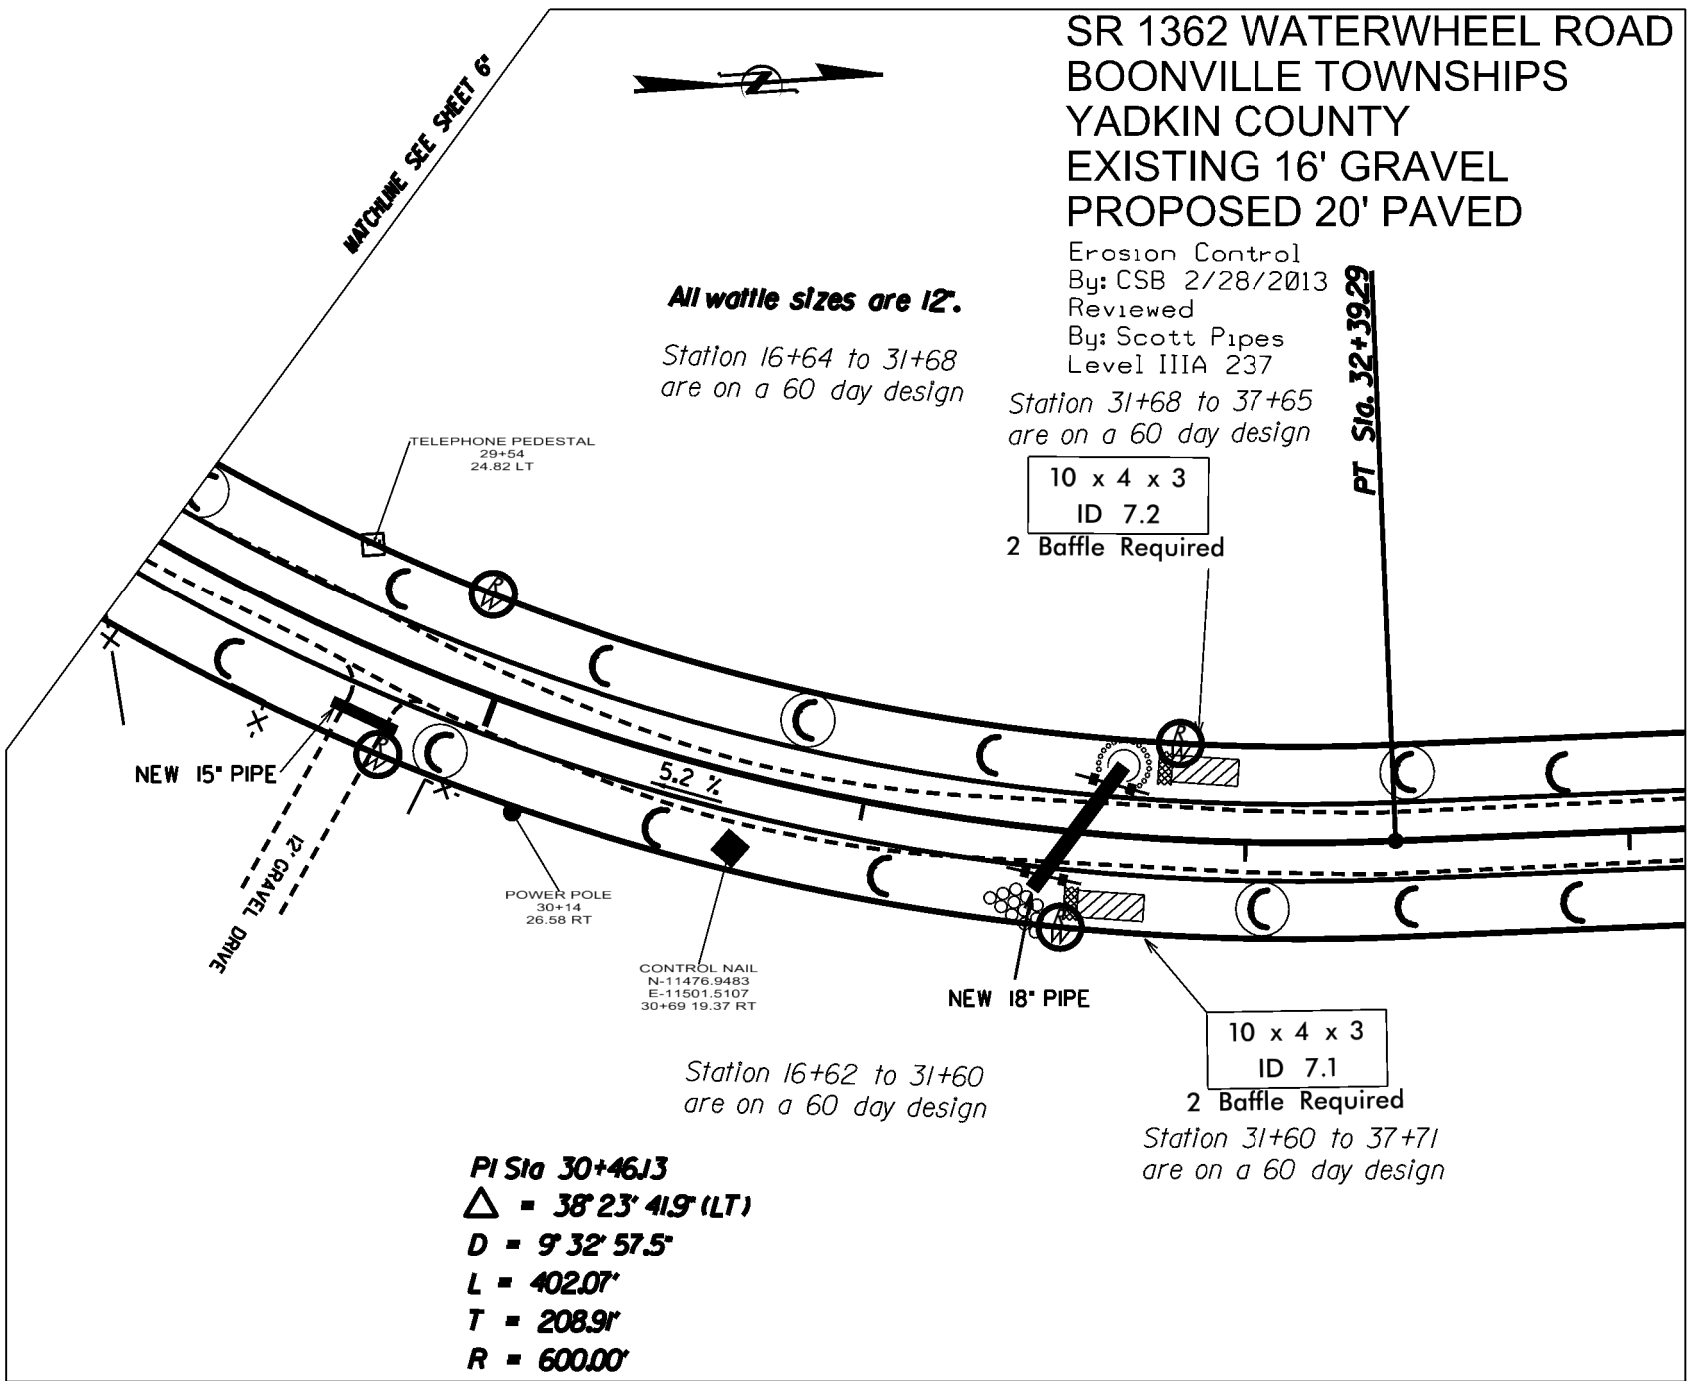 SR 1362 WATERWHEEL ROAD
BOONVILLE TOWNSHIPS
YADKIN COUNTY
EXISTING 16' GRAVEL
PROPOSED 20' PAVED
Erosion Control
By: CSB 2/28/2013
Reviewed
By: Scott Pipes
Level IIIA 237
MATCHLINE SEE SHEET 6"
All wattle sizes are 12".
Station 16+64 to 31+68
are on a 60 day design
Station 31+68 to 37+65
are on a 60 day design
10 x 4 x 3
ID 7.2
2 Baffle Required
PT Sta. 32+39.29
TELEPHONE PEDESTAL
29+54
24.82 LT
R
W
R
W
R
W
R
W
NEW 15" PIPE
12' GRAVEL DRIVE
5.2 %
POWER POLE
30+14
26.58 RT
CONTROL NAIL
N-11476.9483
E-11501.5107
30+69 19.37 RT
NEW 18" PIPE
10 x 4 x 3
ID 7.1
2 Baffle Required
Station 16+62 to 31+60
are on a 60 day design
Station 31+60 to 37+71
are on a 60 day design
PI Sta 30+46.13
Δ = 38° 23' 41.9" (LT)
D = 9° 32' 57.5"
L = 402.07'
T = 208.91'
R = 600.00'